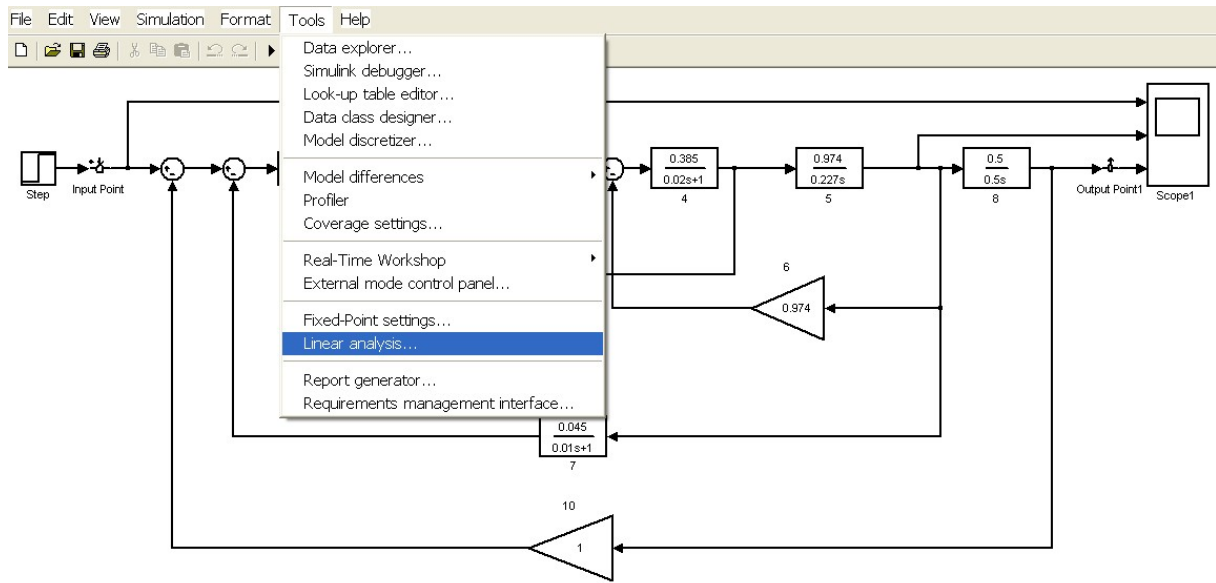 File Edit View Simulation Format Tools Help
Data explorer...
Simulink debugger...
Look-up table editor...
Data class designer...
Model discretizer...
Model differences
Profiler
Coverage settings...
Real-Time Workshop
External mode control panel...
Fixed-Point settings...
Linear analysis...
Report generator...
Requirements management interface...
Step
Input Point
0.385
0.02s+1
4
0.974
0.227s
5
0.5
0.5s
8
Output Point1
Scope1
6
0.974
0.045
0.01s+1
7
10
1